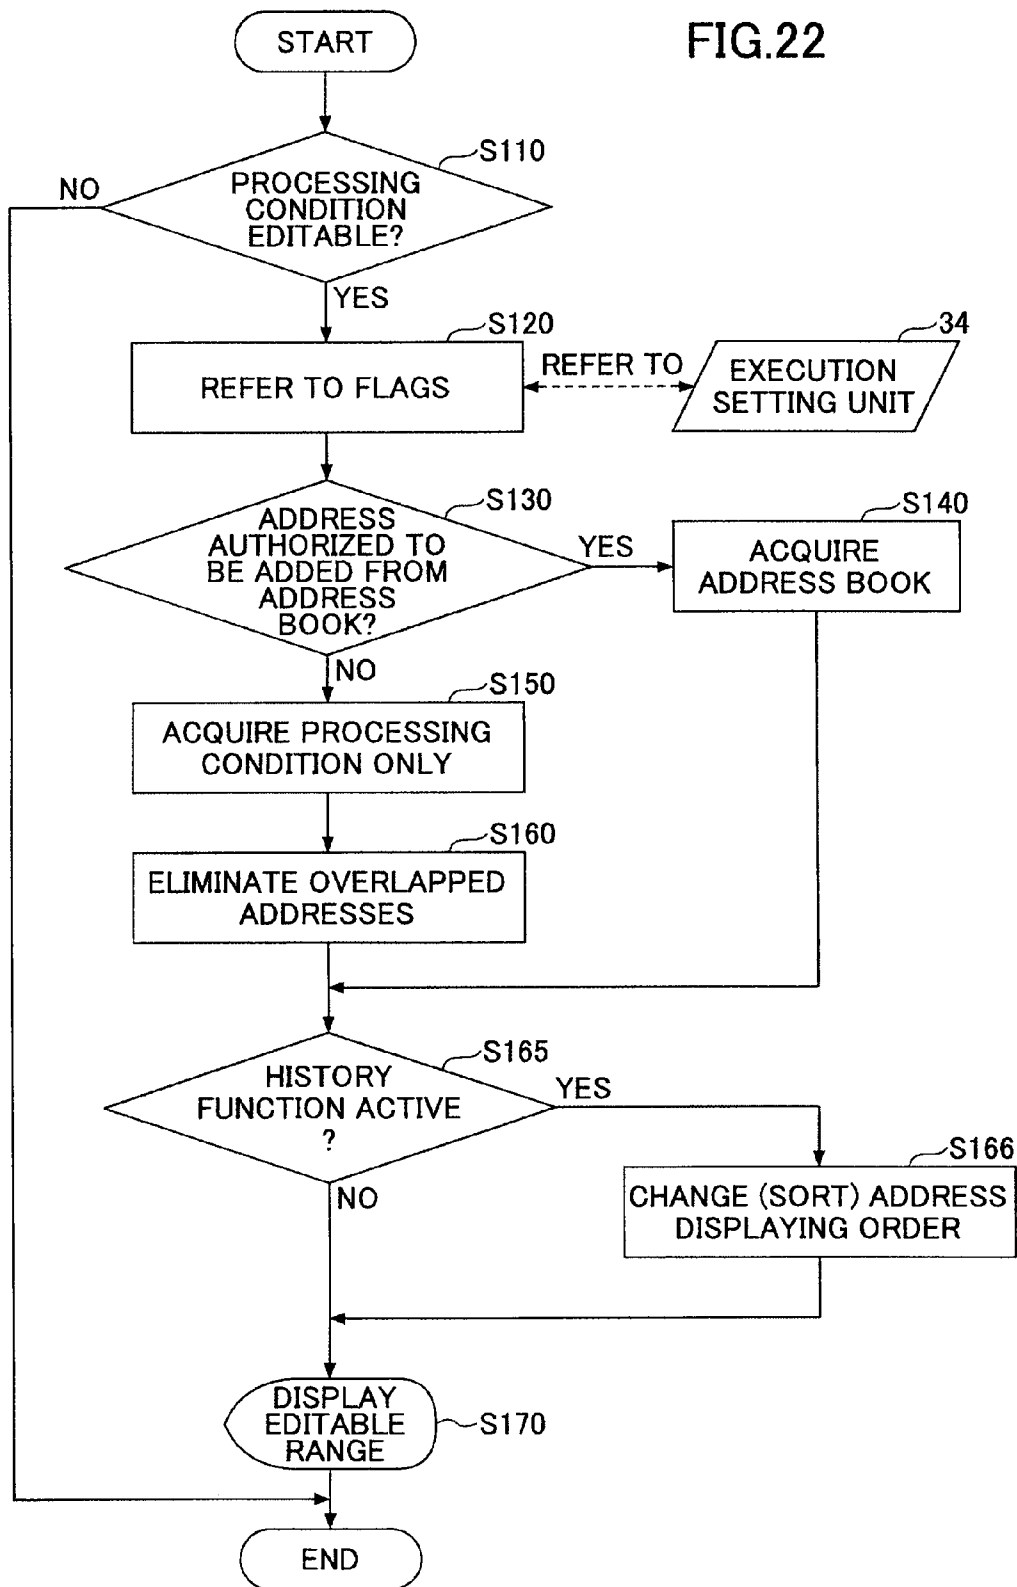 START
FIG.22
S110
NO
PROCESSING
CONDITION
EDITABLE?
YES
S120
REFER TO FLAGS
REFER TO
34
EXECUTION
SETTING UNIT
S130
ADDRESS
AUTHORIZED TO
BE ADDED FROM
ADDRESS
BOOK?
YES
S140
ACQUIRE
ADDRESS BOOK
NO
S150
ACQUIRE PROCESSING
CONDITION ONLY
S160
ELIMINATE OVERLAPPED
ADDRESSES
S165
HISTORY
FUNCTION ACTIVE
?
YES
S166
CHANGE (SORT) ADDRESS
DISPLAYING ORDER
NO
DISPLAY
EDITABLE
RANGE
S170
END